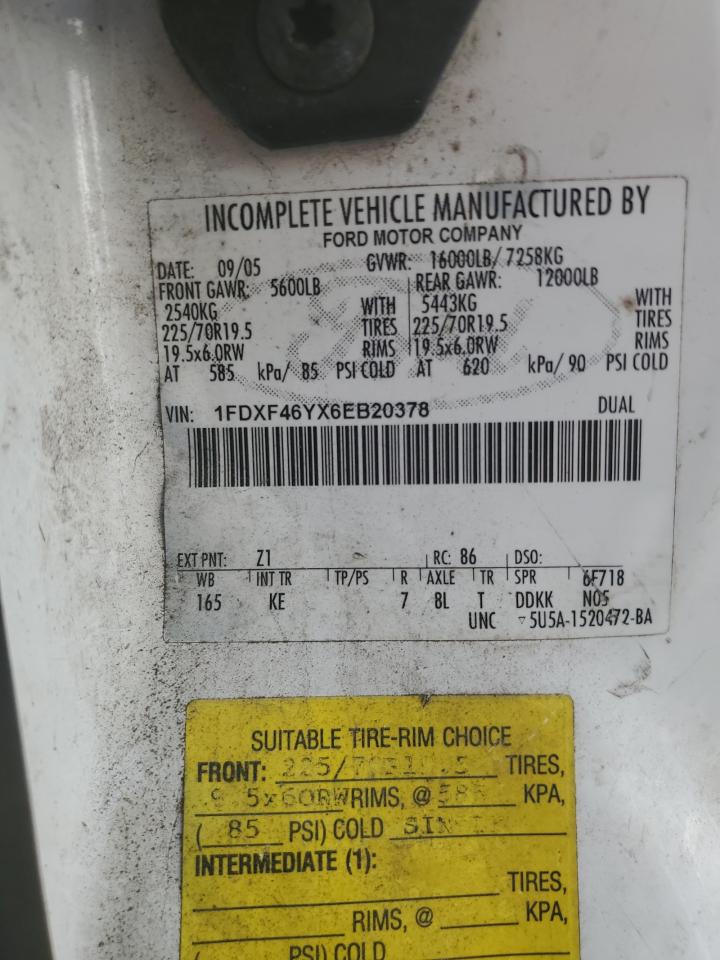 INCOMPLETE VEHICLE MANUFACTURED BY
FORD MOTOR COMPANY
DATE: 09/05 GVWR: 16000LB/ 7258KG
FRONT GAWR: 5600LB REAR GAWR: 12000LB
2540KG WITH 5443KG WITH
225/70R19.5 TIRES 225/70R19.5 TIRES
19.5x6.0RW RIMS 19.5x6.0RW RIMS
AT 585 kPa/ 85 PSI COLD AT 620 kPa/ 90 PSI COLD
VIN: 1FDXF46YX6EB20378 DUAL
EXT PNT: Z1 RC: 86 DSO:
WB INT TR TP/PS R AXLE TR SPR 6F718
165 KE 7 8L T DDKK NOS
UNC 5U5A-1520472-BA
SUITABLE TIRE-RIM CHOICE
FRONT: TIRES,
RIMS, @ KPA,
( 85 PSI) COLD
INTERMEDIATE (1):
TIRES,
RIMS, @ KPA,
( PSI) COLD